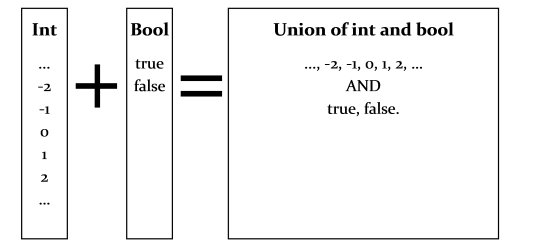 Int
...
-2
-1
0
1
2
...
+
Bool
true
false
=
Union of int and bool
..., -2, -1, 0, 1, 2, ...
AND
true, false.